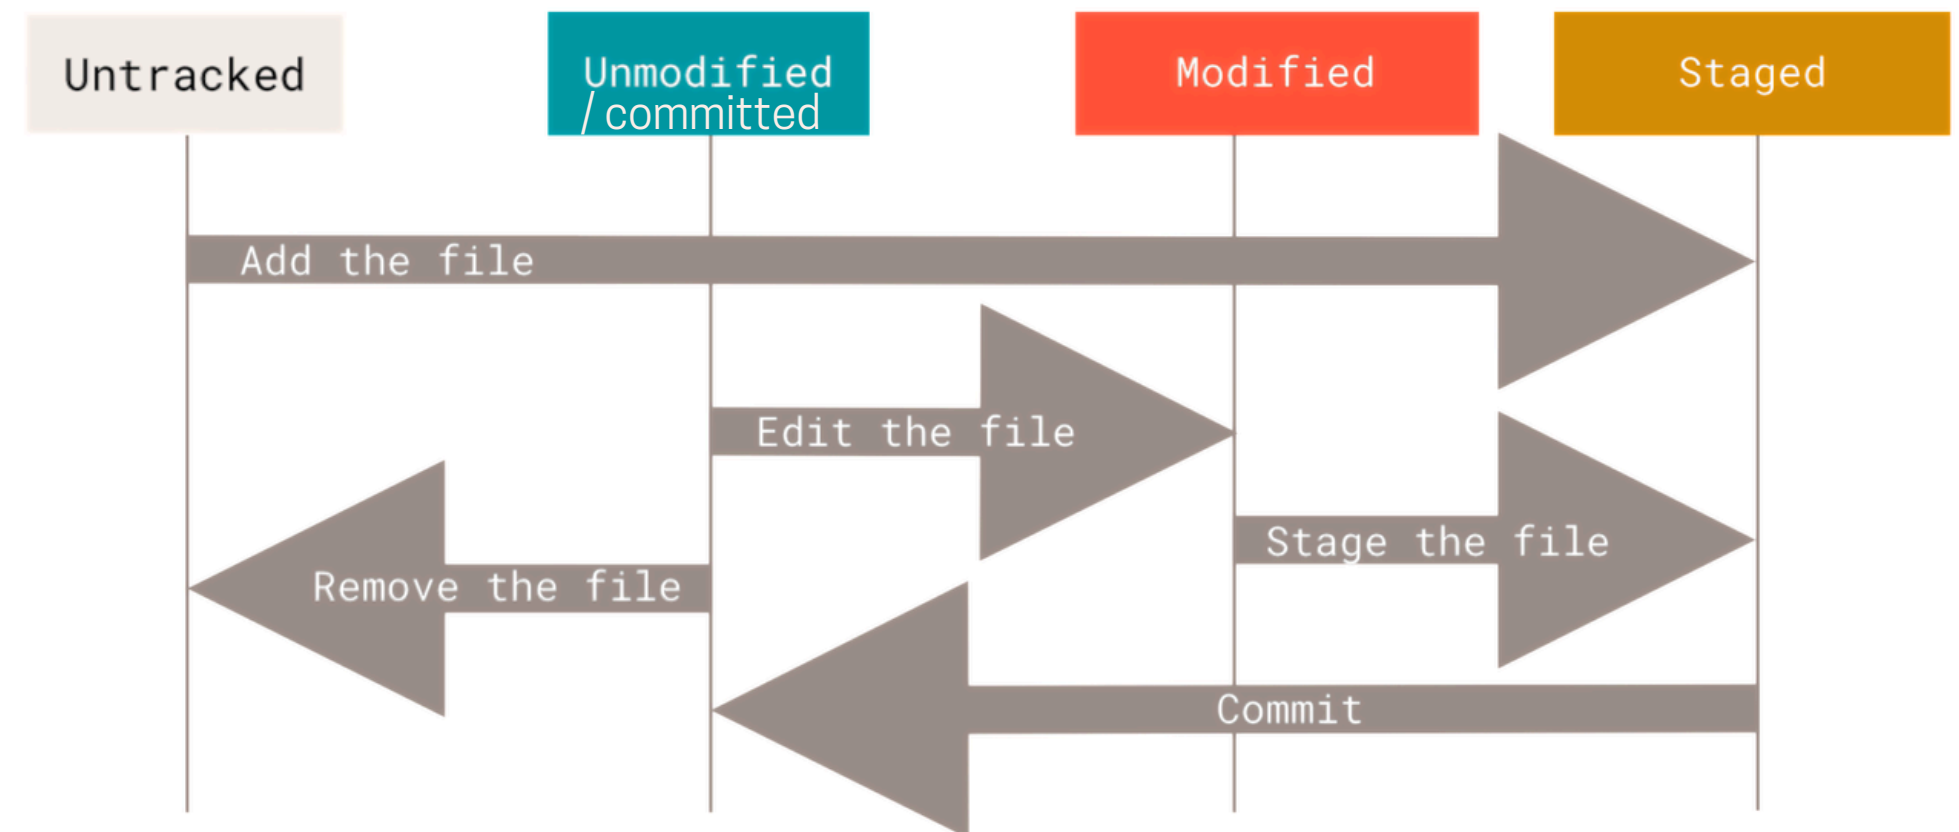 Untracked
Unmodified
/ committed
Modified
Staged
Add the file
Edit the file
Stage the file
Remove the file
Commit